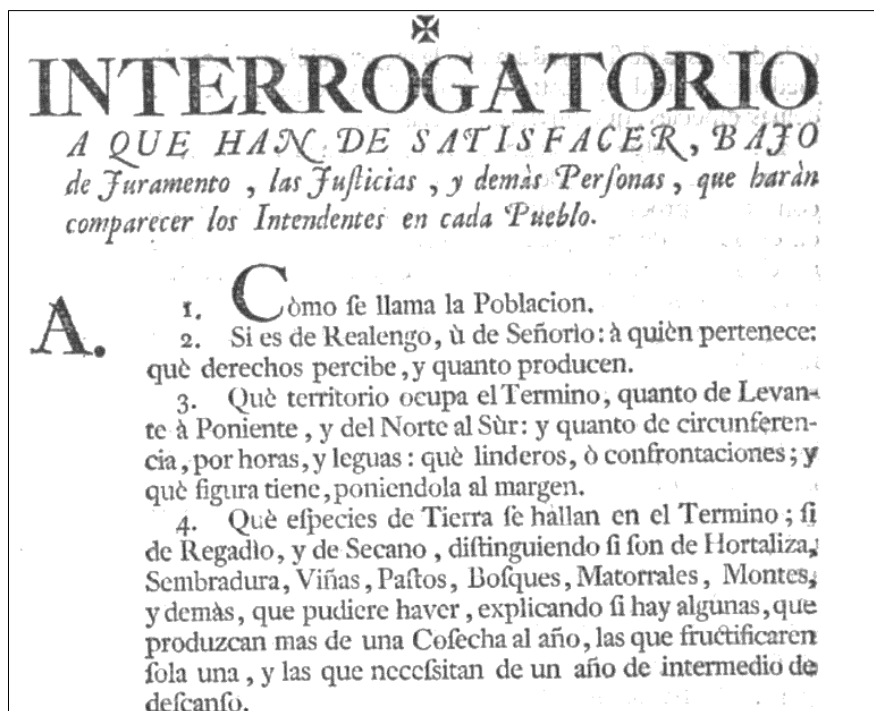 ✠
INTERROGATORIO
A QUE HAN DE SATISFACER, BAJO
de Juramento, las Juſticias, y demàs Perſonas, que haràn
comparecer los Intendentes en cada Pueblo.
A. 1. Còmo ſe llama la Poblacion.
2. Si es de Realengo, ù de Señorìo: à quièn pertenece:
què derechos percibe, y quanto producen.
3. Què territorio ocupa el Termino, quanto de Levan-
te à Poniente, y del Norte al Sùr: y quanto de circunferen-
cia, por horas, y leguas: què linderos, ò confrontaciones; y
què figura tiene, poniendola al margen.
4. Què eſpecies de Tierra ſe hallan en el Termino; ſi
de Regadìo, y de Secano, diſtinguiendo ſi ſon de Hortaliza,
Sembradura, Viñas, Paſtos, Boſques, Matorrales, Montes,
y demàs, que pudiere haver, explicando ſi hay algunas, que
produzcan mas de una Coſecha al año, las que fructificaren
ſola una, y las que neceſsitan de un año de intermedio de
deſcanſo.